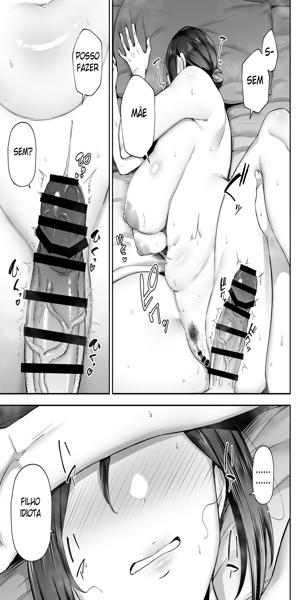 S-
SEM
MÃE
POSSO
FAZER
SEM?
......
......
FILHO
IDIOTA